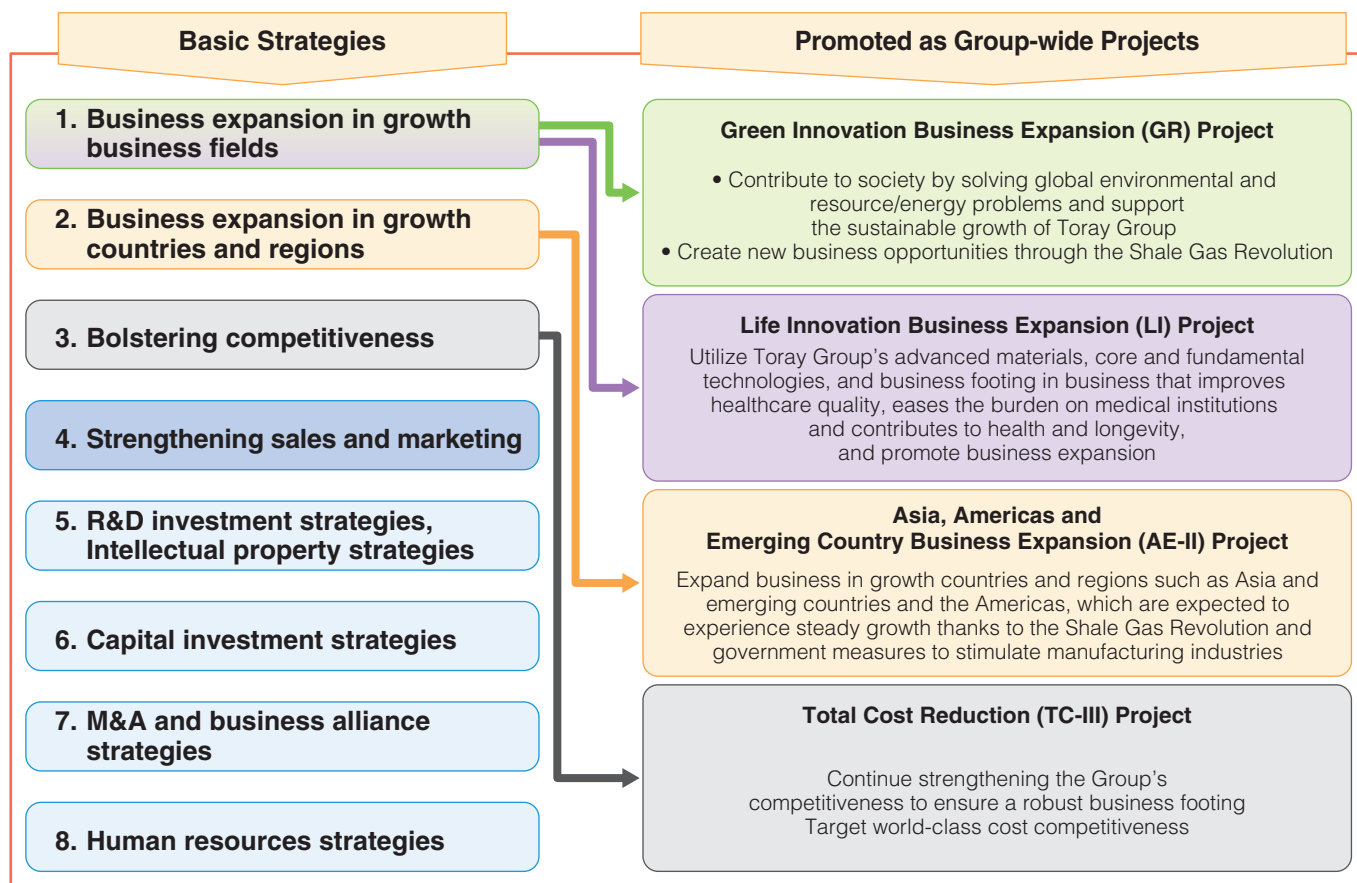 Basic Strategies
Promoted as Group-wide Projects
1. Business expansion in growth
business fields
2. Business expansion in growth
countries and regions
3. Bolstering competitiveness
4. Strengthening sales and marketing
5. R&D investment strategies,
Intellectual property strategies
6. Capital investment strategies
7. M&A and business alliance
strategies
8. Human resources strategies
Green Innovation Business Expansion (GR) Project
• Contribute to society by solving global environmental and
resource/energy problems and support
the sustainable growth of Toray Group
• Create new business opportunities through the Shale Gas Revolution
Life Innovation Business Expansion (LI) Project
Utilize Toray Group's advanced materials, core and fundamental
technologies, and business footing in business that improves
healthcare quality, eases the burden on medical institutions
and contributes to health and longevity,
and promote business expansion
Asia, Americas and
Emerging Country Business Expansion (AE-II) Project
Expand business in growth countries and regions such as Asia and
emerging countries and the Americas, which are expected to
experience steady growth thanks to the Shale Gas Revolution and
government measures to stimulate manufacturing industries
Total Cost Reduction (TC-III) Project
Continue strengthening the Group's
competitiveness to ensure a robust business footing
Target world-class cost competitiveness